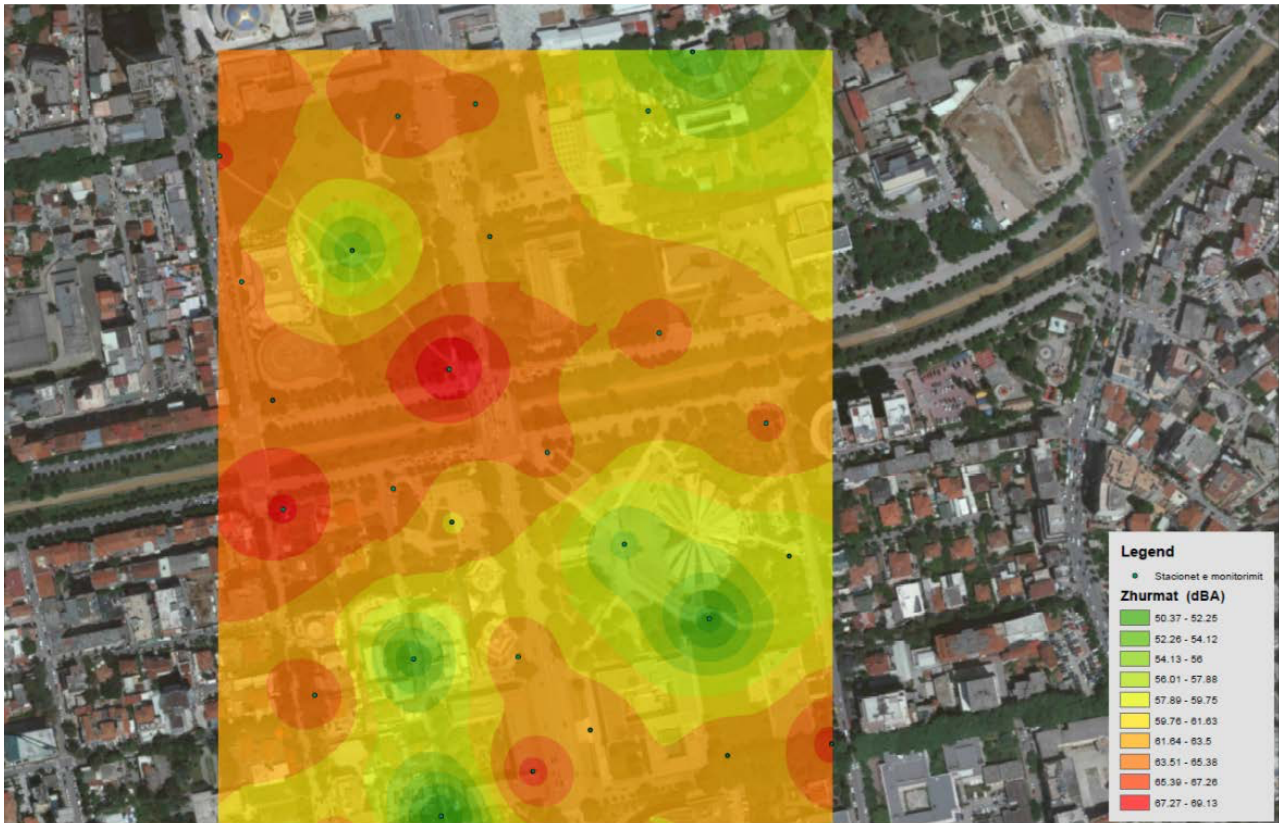 Legend
Stacionet e monitorimit
Zhurmat (dBA)
50.37 - 52.25
52.26 - 54.12
54.13 - 56
56.01 - 57.88
57.89 - 59.75
59.76 - 61.63
61.64 - 63.5
63.51 - 65.38
65.39 - 67.26
67.27 - 69.13